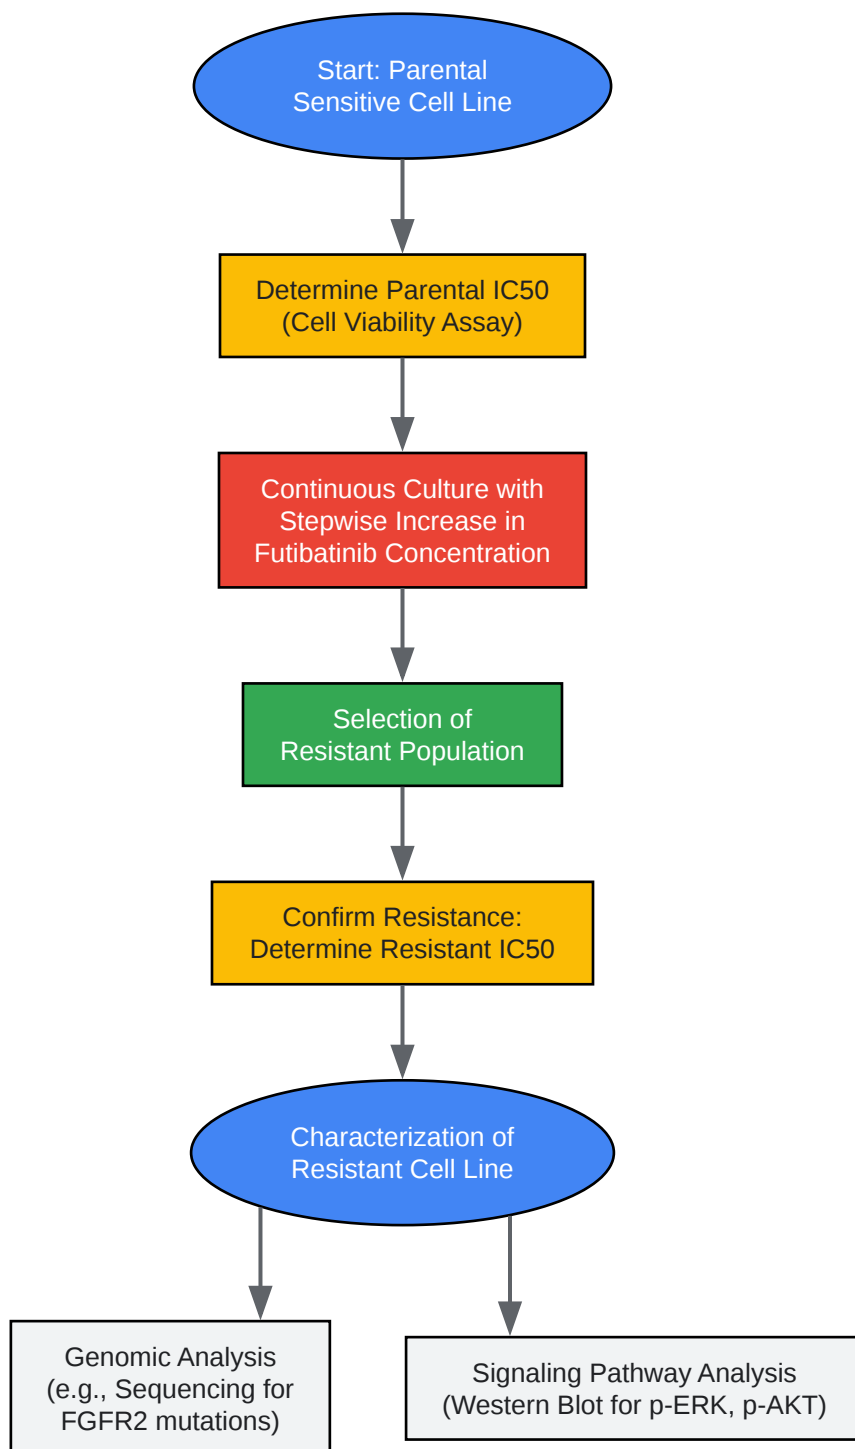 Start: Parental
Sensitive Cell Line
Determine Parental IC50
(Cell Viability Assay)
Continuous Culture with
Stepwise Increase in
Futibatinib Concentration
Selection of
Resistant Population
Confirm Resistance:
Determine Resistant IC50
Characterization of
Resistant Cell Line
Genomic Analysis
(e.g., Sequencing for
FGFR2 mutations)
Signaling Pathway Analysis
(Western Blot for p-ERK, p-AKT)